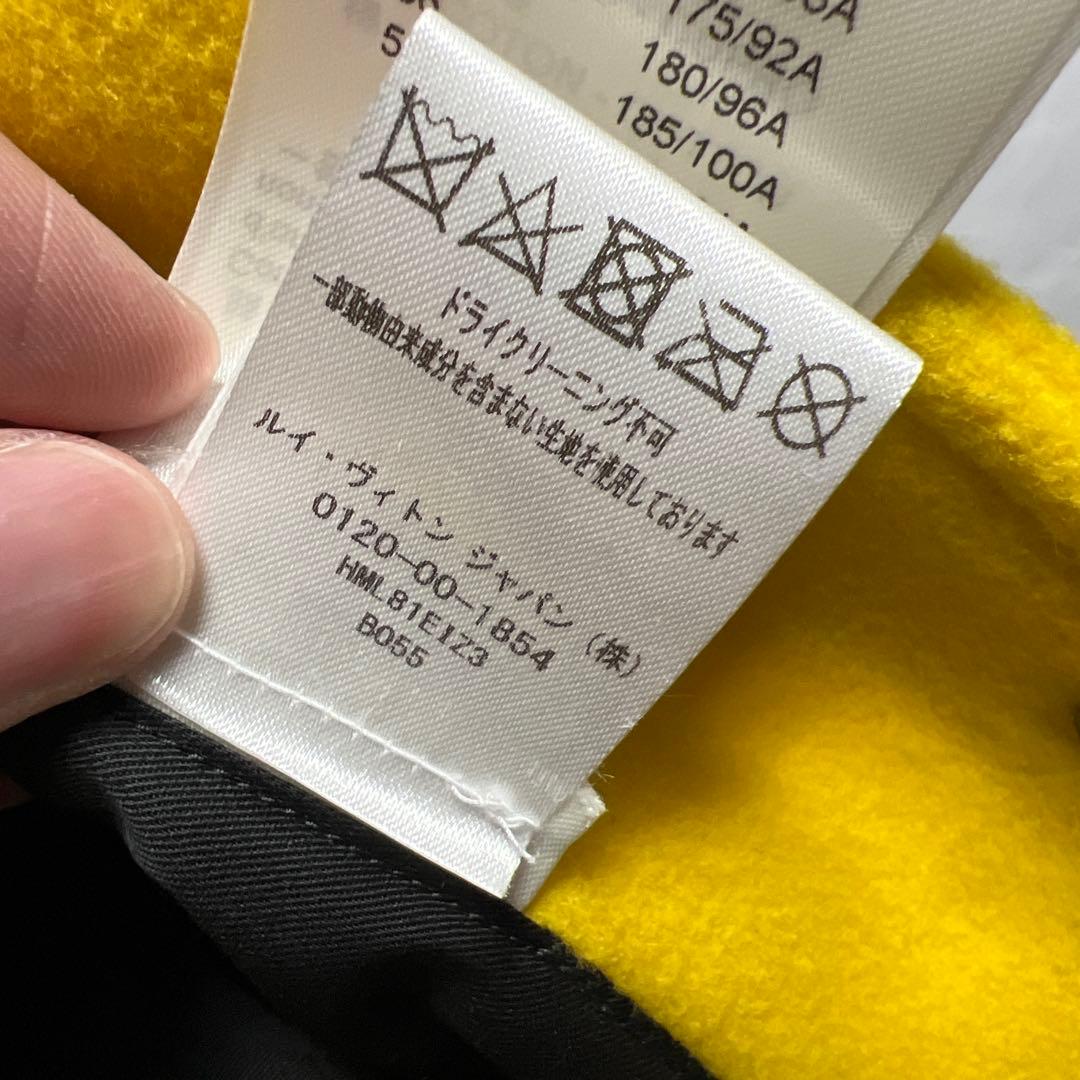 175/92A
180/96A
185/100A
5
ドライクリーニング不可
一部動物由来成分を含まない生地を使用しております
ルイ・ヴィトン ジャパン (株)
0120-00-1854
HML81EIZ3
B055